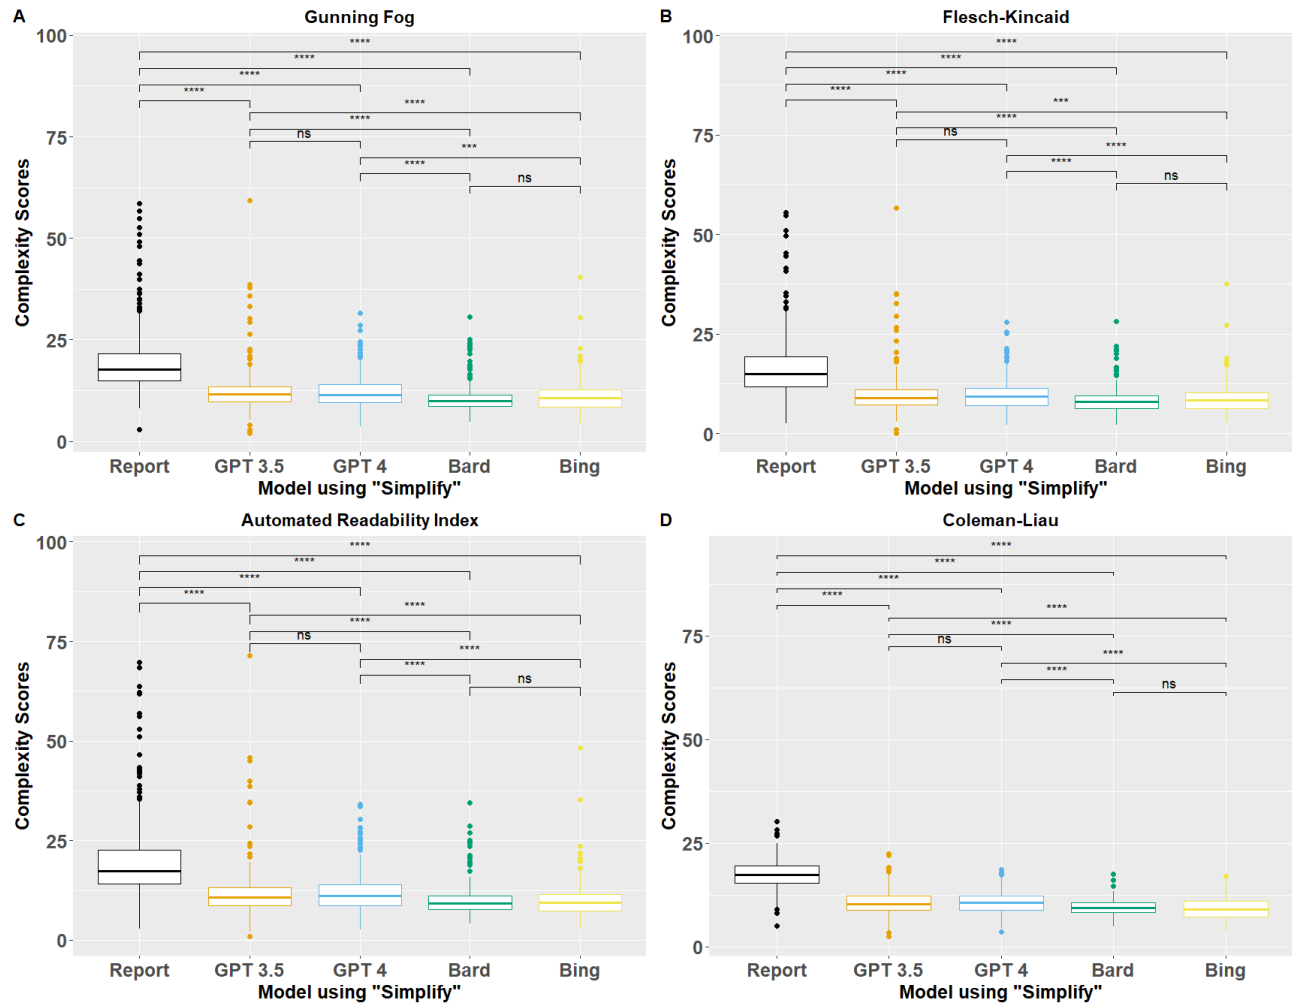 A
Gunning Fog
Complexity Scores
100
75
50
25
0
****
****
****
****
****
****
ns
***
****
ns
Report GPT 3.5 GPT 4 Bard Bing
Model using "Simplify"
B
Flesch-Kincaid
Complexity Scores
100
75
50
25
0
****
****
****
****
***
****
ns
****
****
ns
Report GPT 3.5 GPT 4 Bard Bing
Model using "Simplify"
C
Automated Readability Index
Complexity Scores
100
75
50
25
0
****
****
****
****
****
****
ns
****
****
ns
Report GPT 3.5 GPT 4 Bard Bing
Model using "Simplify"
D
Coleman-Liau
Complexity Scores
75
50
25
0
****
****
****
****
****
****
ns
****
****
ns
Report GPT 3.5 GPT 4 Bard Bing
Model using "Simplify"